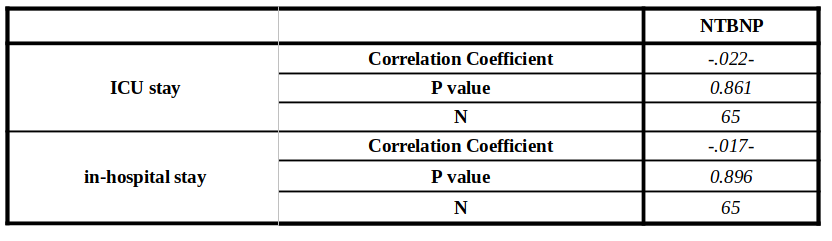 NTBNP
ICU stay
Correlation Coefficient -.022-
P value 0.861
N 65
in-hospital stay
Correlation Coefficient -.017-
P value 0.896
N 65